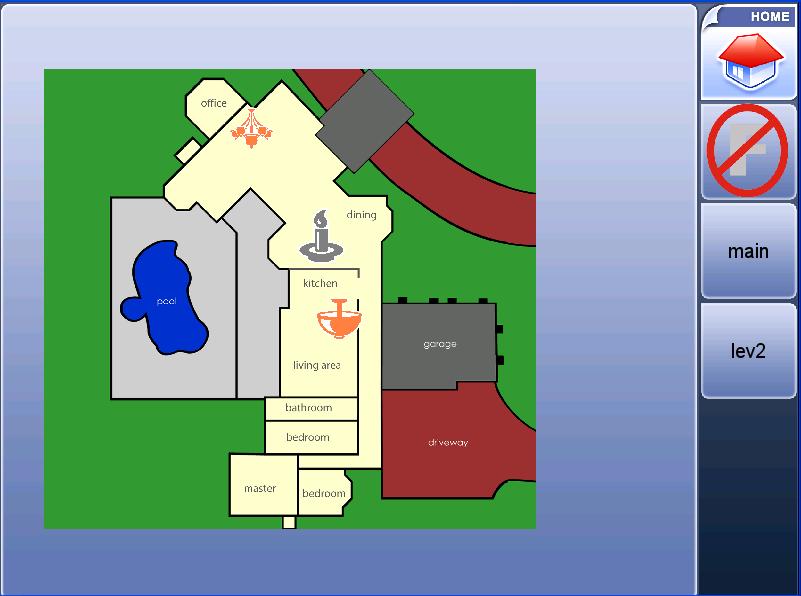 HOME
office
F
dining
main
kitchen
pool
garage
lev2
living area
bathroom
bedroom
driveway
master
bedroom